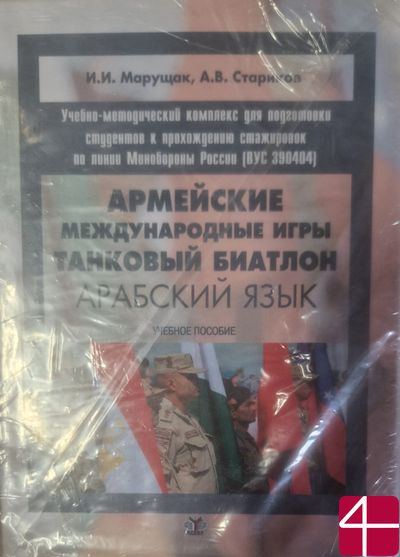 И.И. Марущак, А.В. Стариков
Учебно-методический комплекс для подготовки
студентов к прохождению стажировок
по линии Минобороны России (ВУС 390404)
АРМЕЙСКИЕ
МЕЖДУНАРОДНЫЕ ИГРЫ
ТАНКОВЫЙ БИАТЛОН
АРАБСКИЙ ЯЗЫК
УЧЕБНОЕ ПОСОБИЕ